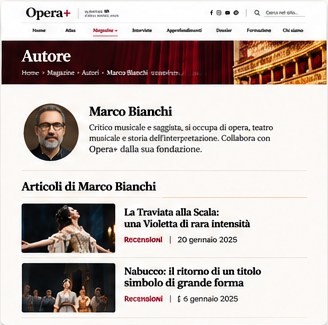 Opera+
Home Atlas Magazine Interviste Approfondimenti Dossier Formazione Chi siamo
Cerca nel sito...
Autore
Home • Magazine • Autori • Marco Bianchi
Marco Bianchi
Critico musicale e saggista, si occupa di opera, teatro
musicale e storia dell'interpretazione. Collabora con
Opera+ dalla sua fondazione.
Articoli di Marco Bianchi
La Traviata alla Scala:
una Violetta di rara intensità
Recensioni | 20 gennaio 2025
Nabucco: il ritorno di un titolo
simbolo di grande forma
Recensioni | 6 gennaio 2025